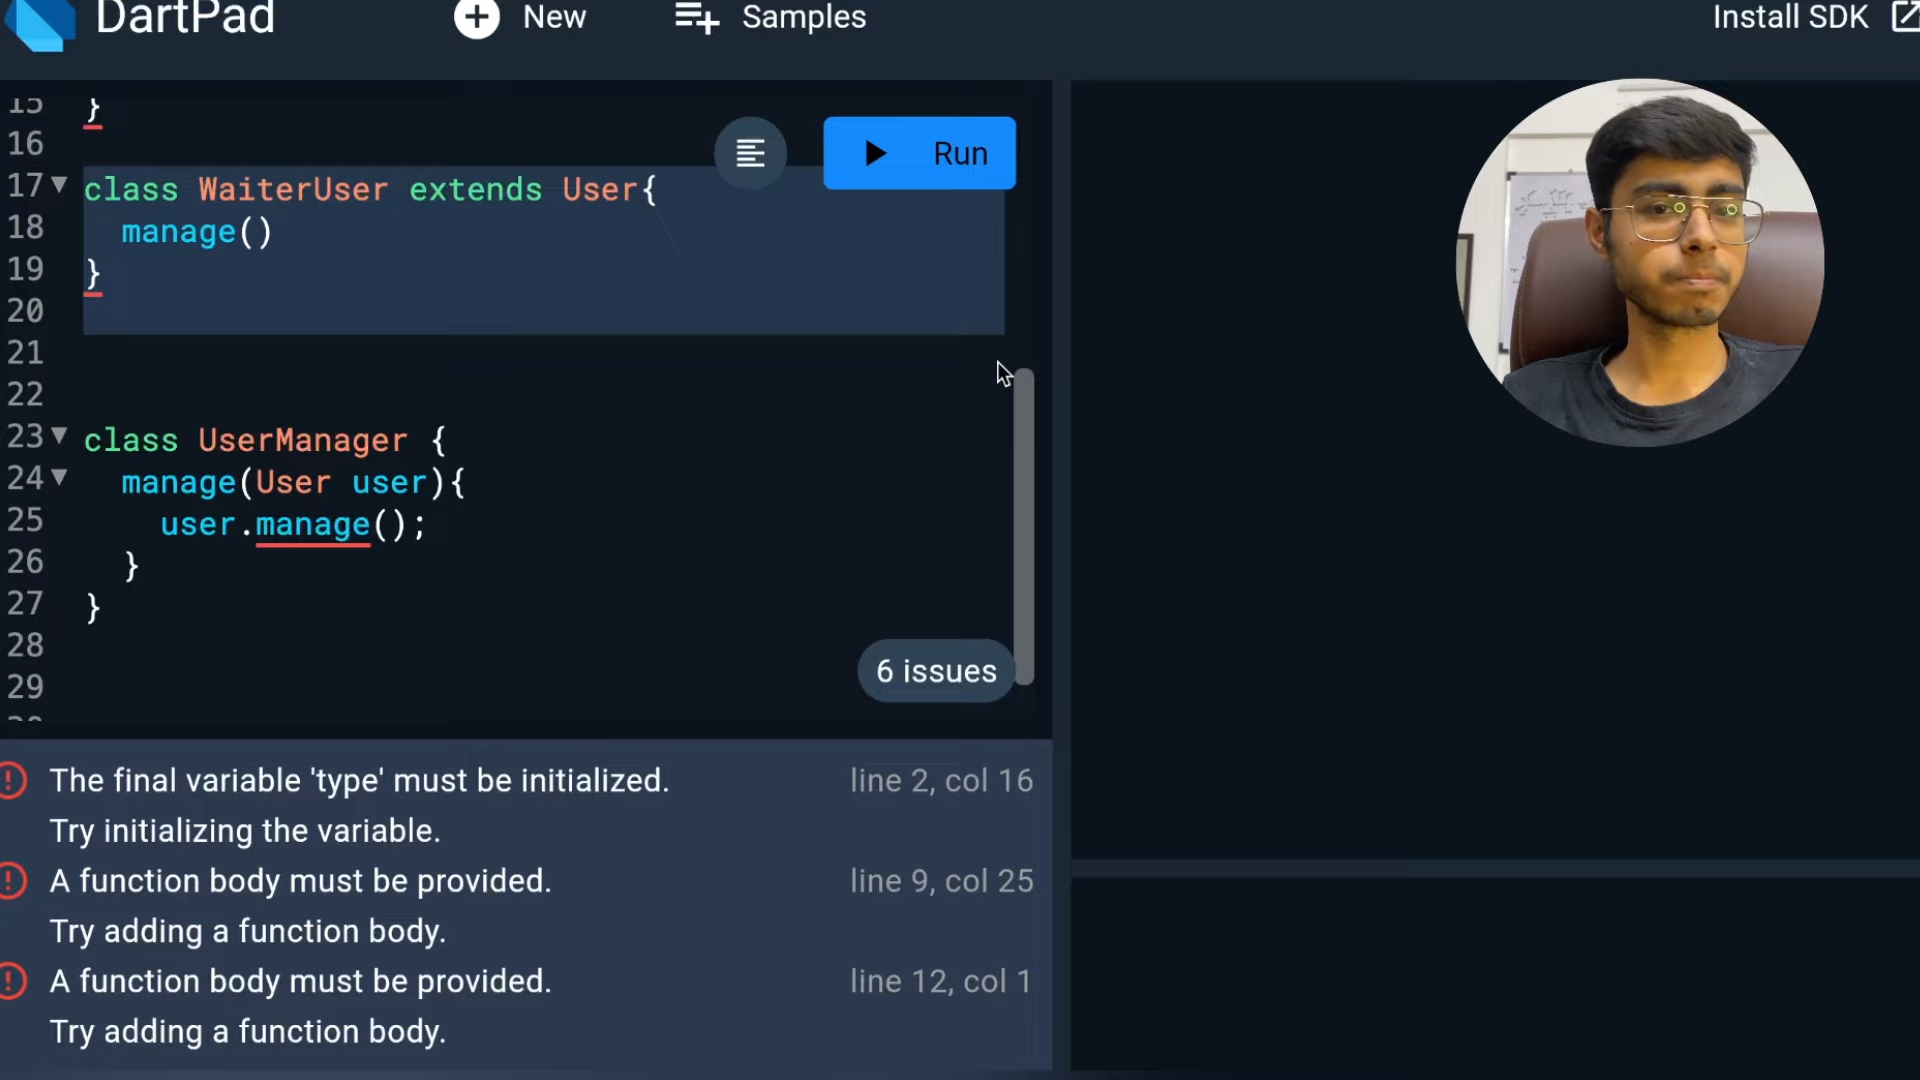 DartPad
New
Samples
Install SDK
15 }
16
17 class WaiterUser extends User{
18 manage()
19 }
20
21
22
23 class UserManager {
24 manage(User user){
25 user.manage();
26 }
27 }
28
29
Run
6 issues
The final variable 'type' must be initialized. line 2, col 16
Try initializing the variable.
A function body must be provided. line 9, col 25
Try adding a function body.
A function body must be provided. line 12, col 1
Try adding a function body.